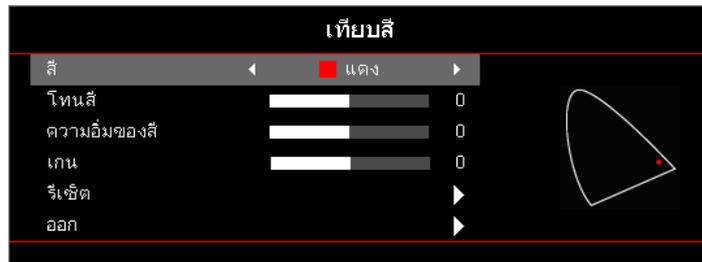 เทียบสี
สี แดง
โทนสี 0
ความอิ่มของสี 0
เกน 0
รีเซ็ต
ออก